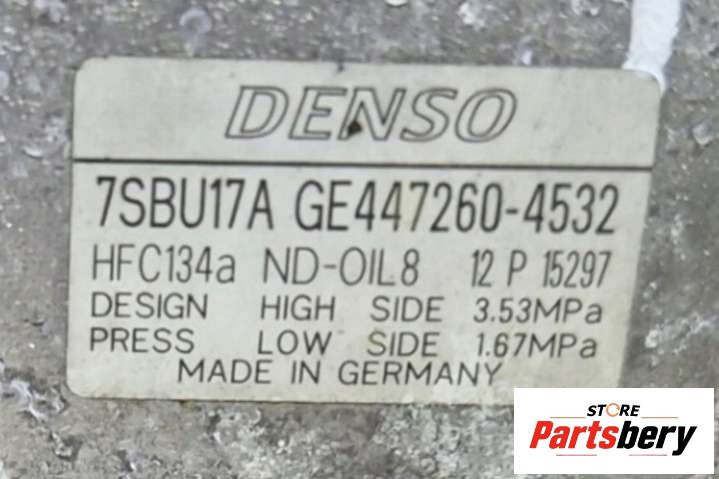 DENSO
7SBU17A GE447260-4532
HFC134a ND-OIL8 12 P 15297
DESIGN HIGH SIDE 3.53MPa
PRESS LOW SIDE 1.67MPa
MADE IN GERMANY
STORE
Partsbery